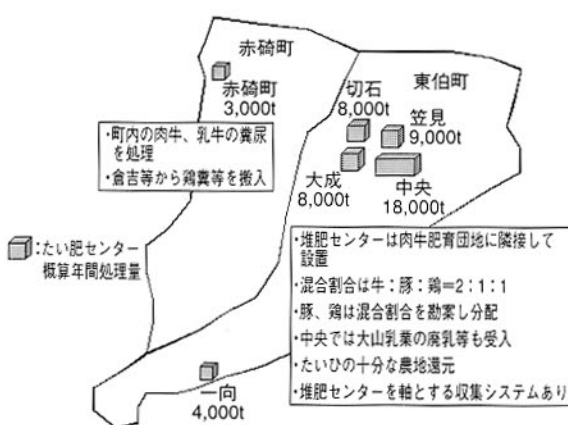 赤碕町
赤碕町
3,000t
・町内の肉牛、乳牛の糞尿
を処理
・倉吉等から鶏糞等を搬入
東伯町
切石
8,000t
笠見
9,000t
大成
8,000t
中央
18,000t
:たい肥センター
概算年間処理量
・堆肥センターは肉牛肥育団地に隣接して
設置
・混合割合は牛：豚：鶏＝2：1：1
・豚、鶏は混合割合を勘案し分配
・中央では大山乳業の廃乳等も受入
・たいひの十分な農地還元
・堆肥センターを軸とする収集システムあり
一向
4,000t